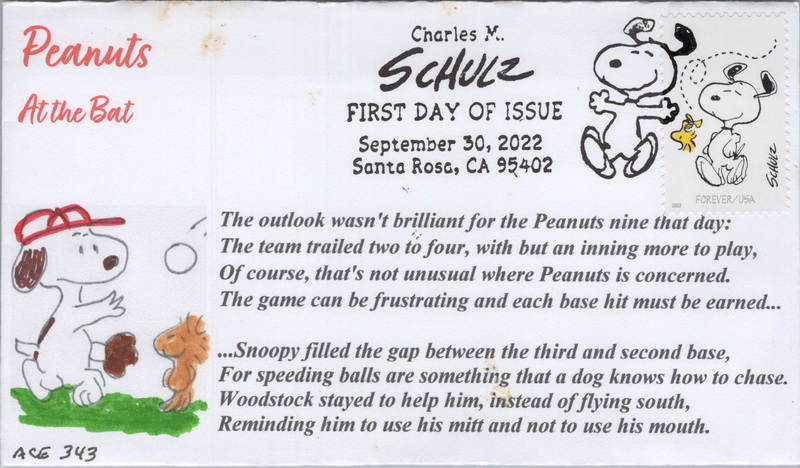 Peanuts
At the Bat
Charles M.
SCHULZ
FIRST DAY OF ISSUE
September 30, 2022
Santa Rosa, CA 95402
2022
FOREVER/USA
SCHULZ
The outlook wasn't brilliant for the Peanuts nine that day:
The team trailed two to four, with but an inning more to play,
Of course, that's not unusual where Peanuts is concerned.
The game can be frustrating and each base hit must be earned...
...Snoopy filled the gap between the third and second base,
For speeding balls are something that a dog knows how to chase.
Woodstock stayed to help him, instead of flying south,
Reminding him to use his mitt and not to use his mouth.
ACE 343